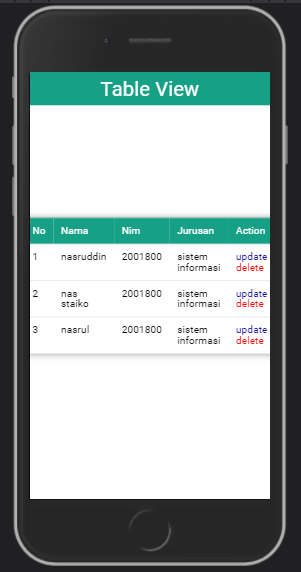 Table View
No Nama Nim Jurusan Action
1 nasruddin 2001800 sistem informasi update delete
2 nas staiko 2001800 sistem informasi update delete
3 nasrul 2001800 sistem informasi update delete